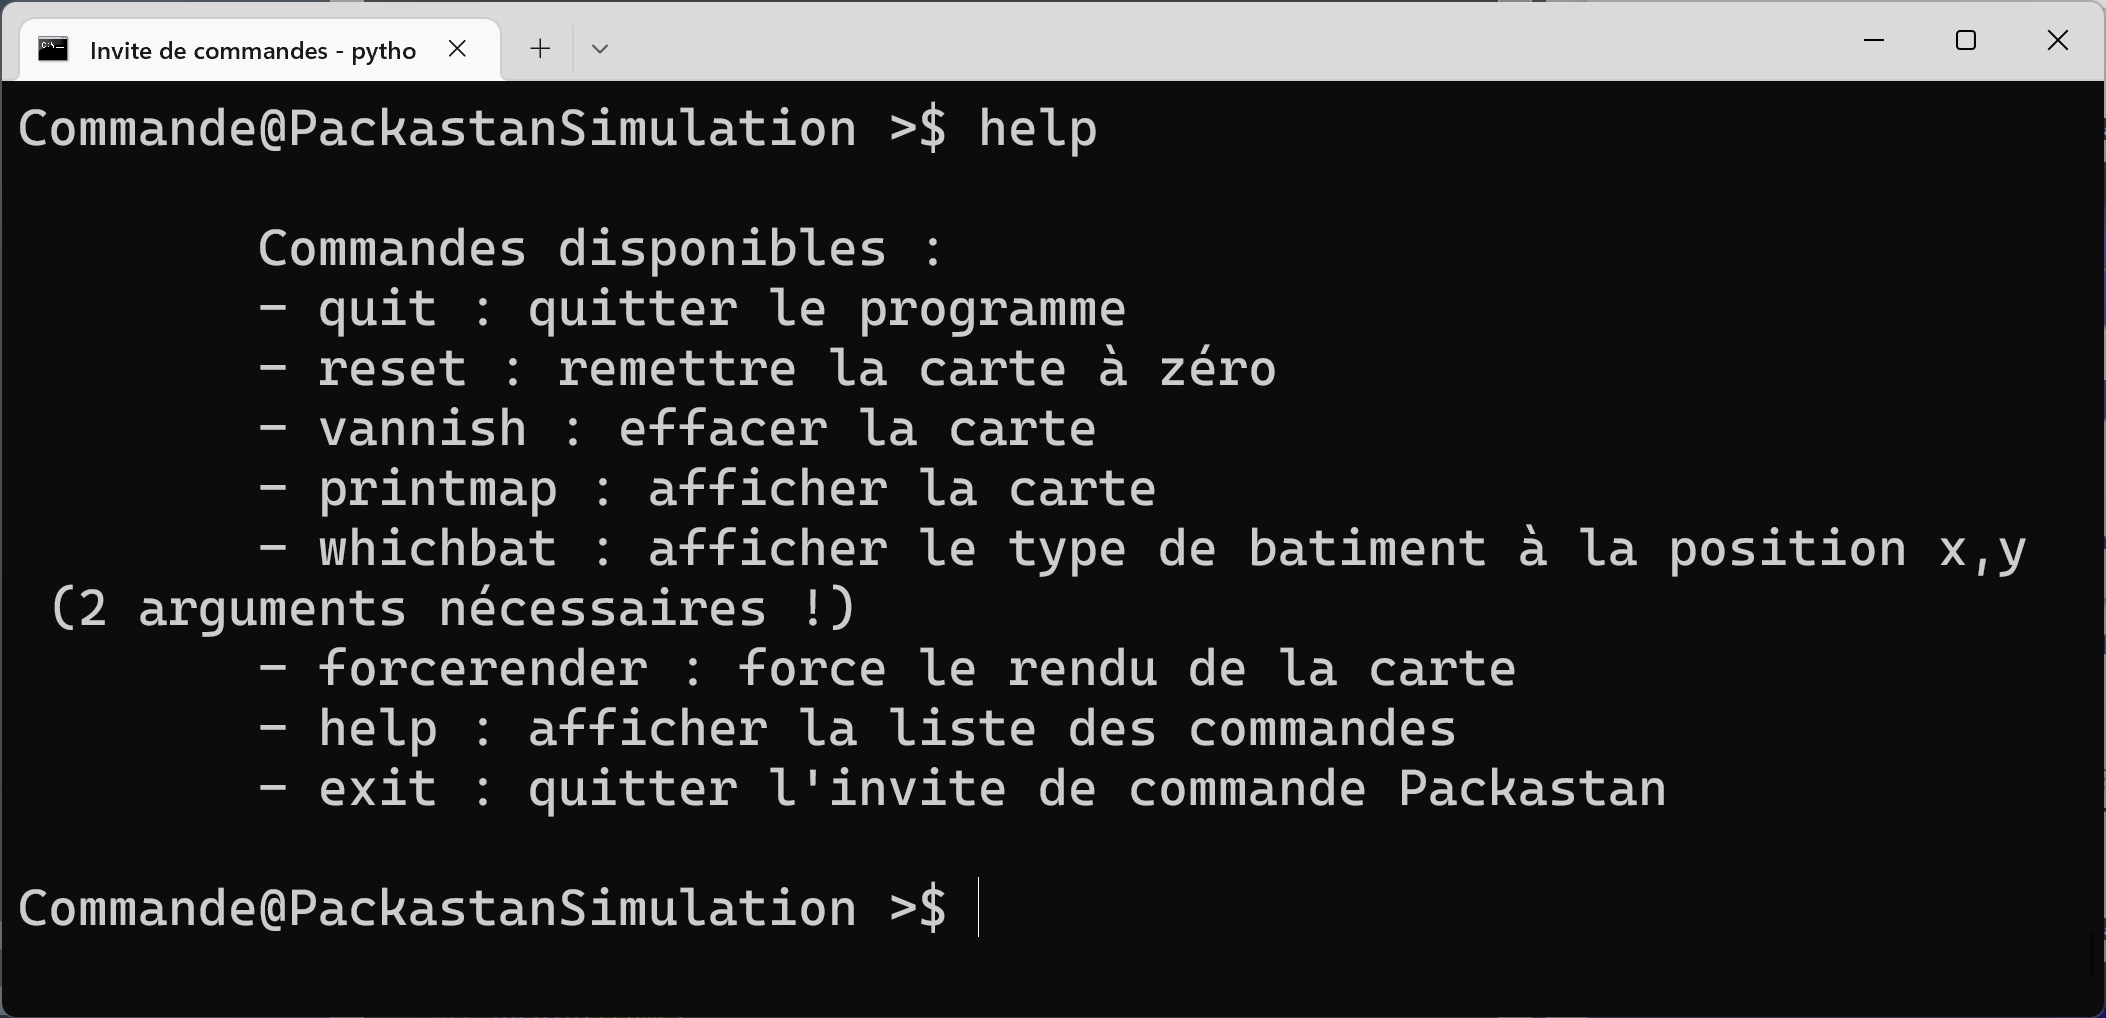 Invite de commandes - pytho
Commande@PackastanSimulation >$ help
Commandes disponibles :
- quit : quitter le programme
- reset : remettre la carte à zéro
- vannish : effacer la carte
- printmap : afficher la carte
- whichbat : afficher le type de batiment à la position x,y
(2 arguments nécessaires !)
- forcerender : force le rendu de la carte
- help : afficher la liste des commandes
- exit : quitter l'invite de commande Packastan
Commande@PackastanSimulation >$